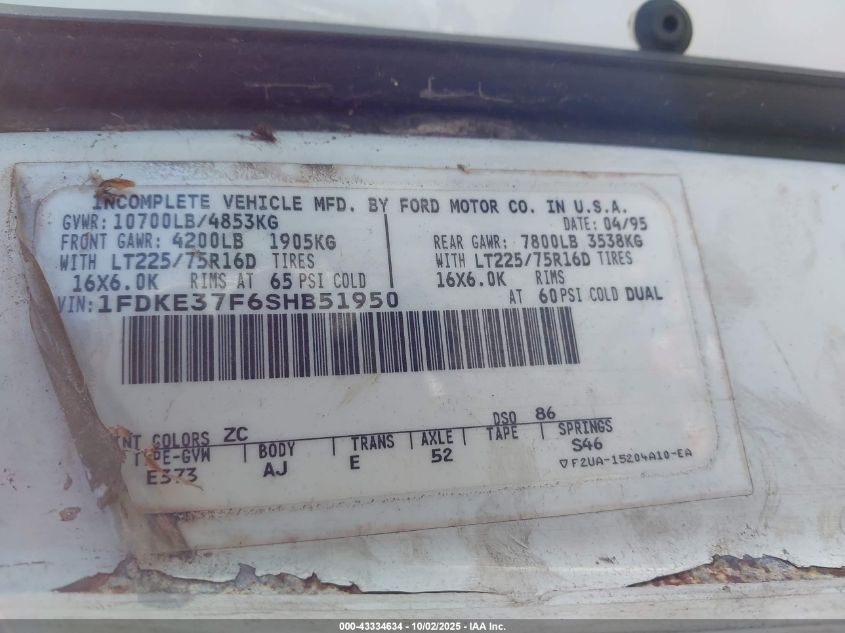 INCOMPLETE VEHICLE MFD. BY FORD MOTOR CO. IN U.S.A.
GVWR: 10700LB/4853KG DATE: 04/95
FRONT GAWR: 4200LB 1905KG REAR GAWR: 7800LB 3538KG
WITH LT225/75R16D TIRES WITH LT225/75R16D TIRES
16X6.0K RIMS AT 65 PSI COLD 16X6.0K RIMS
VIN: 1FDKE37F6SHB51950 AT 60 PSI COLD DUAL
DSO 86
NT COLORS ZC
TYPE-GVW BODY TRANS AXLE TAPE SPRINGS
E373 AJ E 52 S46
▽F2UA-15204A10-EA
000-43334634 - 10/02/2025 - IAA Inc.